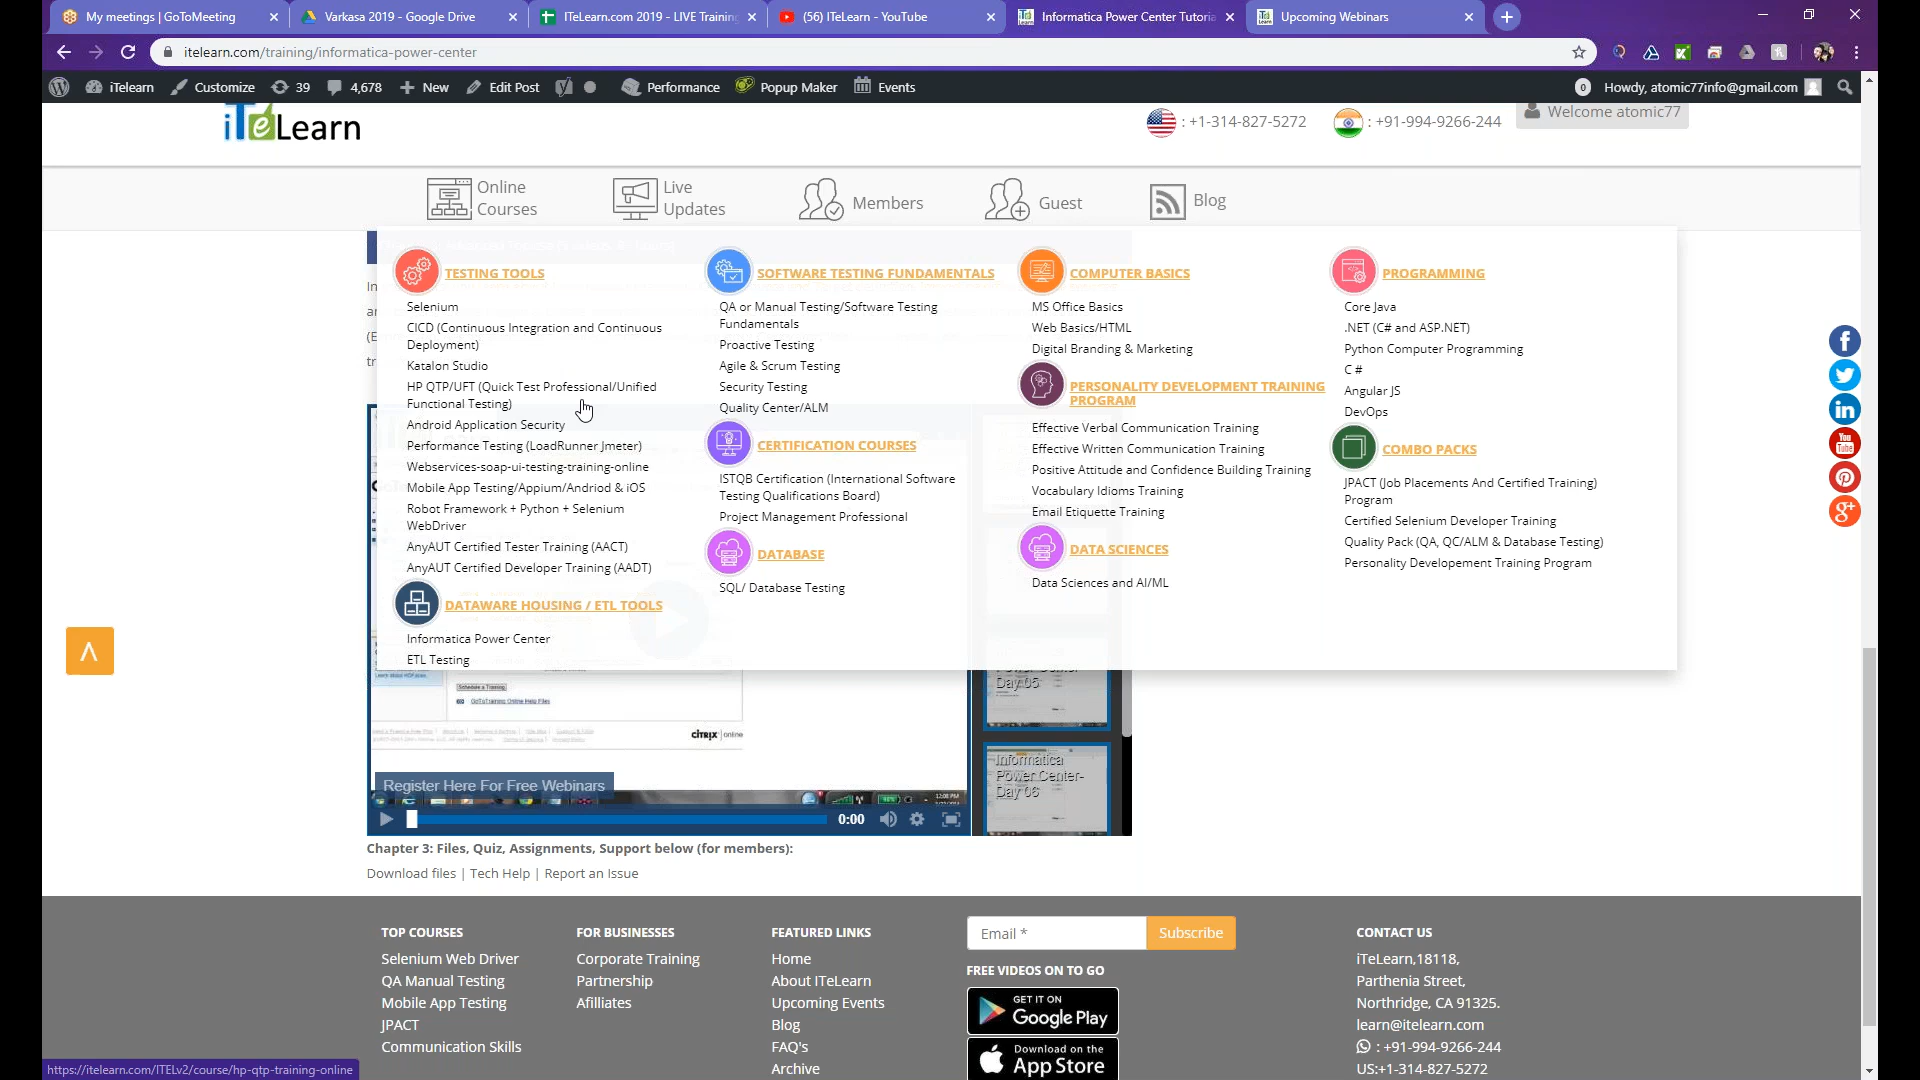 My meetings | GoToMeeting
Varkasa 2019 - Google Drive
ITeLearn.com 2019 - LIVE Training
(56) ITeLearn - YouTube
Informatica Power Center Tutoria
Upcoming Webinars
itelearn.com/training/informatica-power-center
iTelearn
Customize
39
4,678
New
Edit Post
Performance
Popup Maker
Events
0
Howdy, atomic77info@gmail.com
iTeLearn
: +1-314-827-5272
: +91-994-9266-244
Welcome atomic77
Online Courses
Live Updates
Members
Guest
Blog
TESTING TOOLS
Selenium
CICD (Continuous Integration and Continuous
Deployment)
Katalon Studio
HP QTP/UFT (Quick Test Professional/Unified
Functional Testing)
Android Application Security
Performance Testing (LoadRunner Jmeter)
Webservices-soap-ui-testing-training-online
Mobile App Testing/Appium/Andriod & iOS
Robot Framework + Python + Selenium
WebDriver
AnyAUT Certified Tester Training (AACT)
AnyAUT Certified Developer Training (AADT)
DATAWARE HOUSING / ETL TOOLS
Informatica Power Center
ETL Testing
SOFTWARE TESTING FUNDAMENTALS
QA or Manual Testing/Software Testing
Fundamentals
Proactive Testing
Agile & Scrum Testing
Security Testing
Quality Center/ALM
CERTIFICATION COURSES
ISTQB Certification (International Software
Testing Qualifications Board)
Project Management Professional
DATABASE
SQL/ Database Testing
COMPUTER BASICS
MS Office Basics
Web Basics/HTML
Digital Branding & Marketing
PERSONALITY DEVELOPMENT TRAINING
PROGRAM
Effective Verbal Communication Training
Effective Written Communication Training
Positive Attitude and Confidence Building Training
Vocabulary Idioms Training
Email Etiquette Training
DATA SCIENCES
Data Sciences and AI/ML
PROGRAMMING
Core Java
.NET (C# and ASP.NET)
Python Computer Programming
C #
Angular JS
DevOps
COMBO PACKS
JPACT (Job Placements And Certified Training)
Program
Certified Selenium Developer Training
Quality Pack (QA, QC/ALM & Database Testing)
Personality Developement Training Program
Schedule a Training
GoToTraining Online Help Files
CITRIX online
Register Here For Free Webinars
0:00
Day 05
Informatica
Power Center-
Day 06
Chapter 3: Files, Quiz, Assignments, Support below (for members):
Download files | Tech Help | Report an Issue
TOP COURSES
Selenium Web Driver
QA Manual Testing
Mobile App Testing
JPACT
Communication Skills
FOR BUSINESSES
Corporate Training
Partnership
Afilliates
FEATURED LINKS
Home
About ITeLearn
Upcoming Events
Blog
FAQ's
Archive
Email *
Subscribe
FREE VIDEOS ON TO GO
GET IT ON
Google Play
Download on the
App Store
CONTACT US
iTeLearn,18118,
Parthenia Street,
Northridge, CA 91325.
learn@itelearn.com
: +91-994-9266-244
US:+1-314-827-5272
https://itelearn.com/ITELv2/course/hp-qtp-training-online